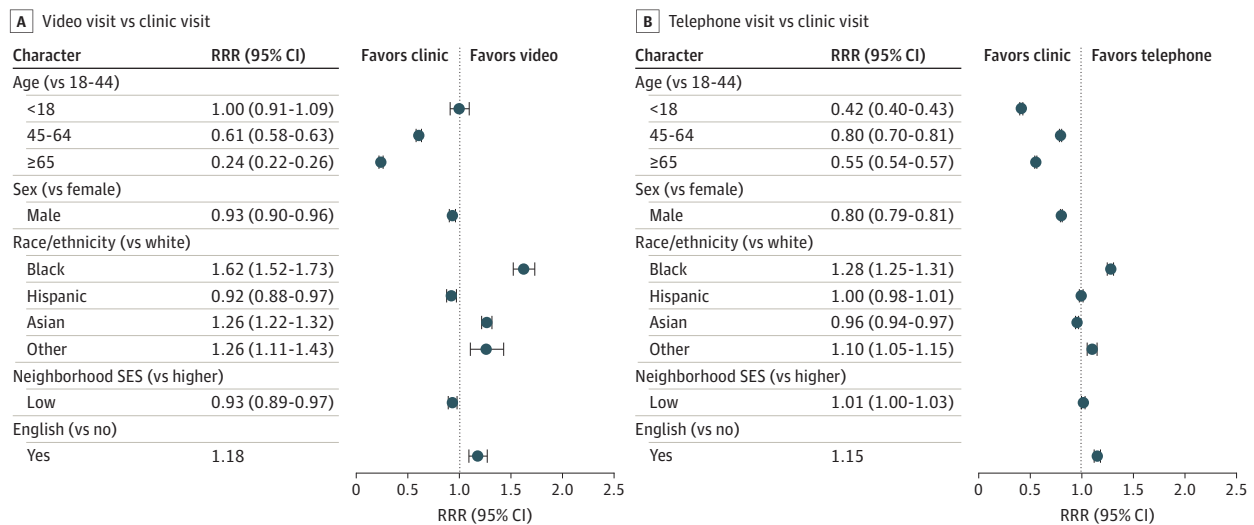 A Video visit vs clinic visit
Character RRR (95% CI) Favors clinic Favors video
Age (vs 18-44)
<18 1.00 (0.91-1.09)
45-64 0.61 (0.58-0.63)
≥65 0.24 (0.22-0.26)
Sex (vs female)
Male 0.93 (0.90-0.96)
Race/ethnicity (vs white)
Black 1.62 (1.52-1.73)
Hispanic 0.92 (0.88-0.97)
Asian 1.26 (1.22-1.32)
Other 1.26 (1.11-1.43)
Neighborhood SES (vs higher)
Low 0.93 (0.89-0.97)
English (vs no)
Yes 1.18
0 0.5 1.0 1.5 2.0 2.5
RRR (95% CI)
B Telephone visit vs clinic visit
Character RRR (95% CI) Favors clinic Favors telephone
Age (vs 18-44)
<18 0.42 (0.40-0.43)
45-64 0.80 (0.70-0.81)
≥65 0.55 (0.54-0.57)
Sex (vs female)
Male 0.80 (0.79-0.81)
Race/ethnicity (vs white)
Black 1.28 (1.25-1.31)
Hispanic 1.00 (0.98-1.01)
Asian 0.96 (0.94-0.97)
Other 1.10 (1.05-1.15)
Neighborhood SES (vs higher)
Low 1.01 (1.00-1.03)
English (vs no)
Yes 1.15
0 0.5 1.0 1.5 2.0 2.5
RRR (95% CI)